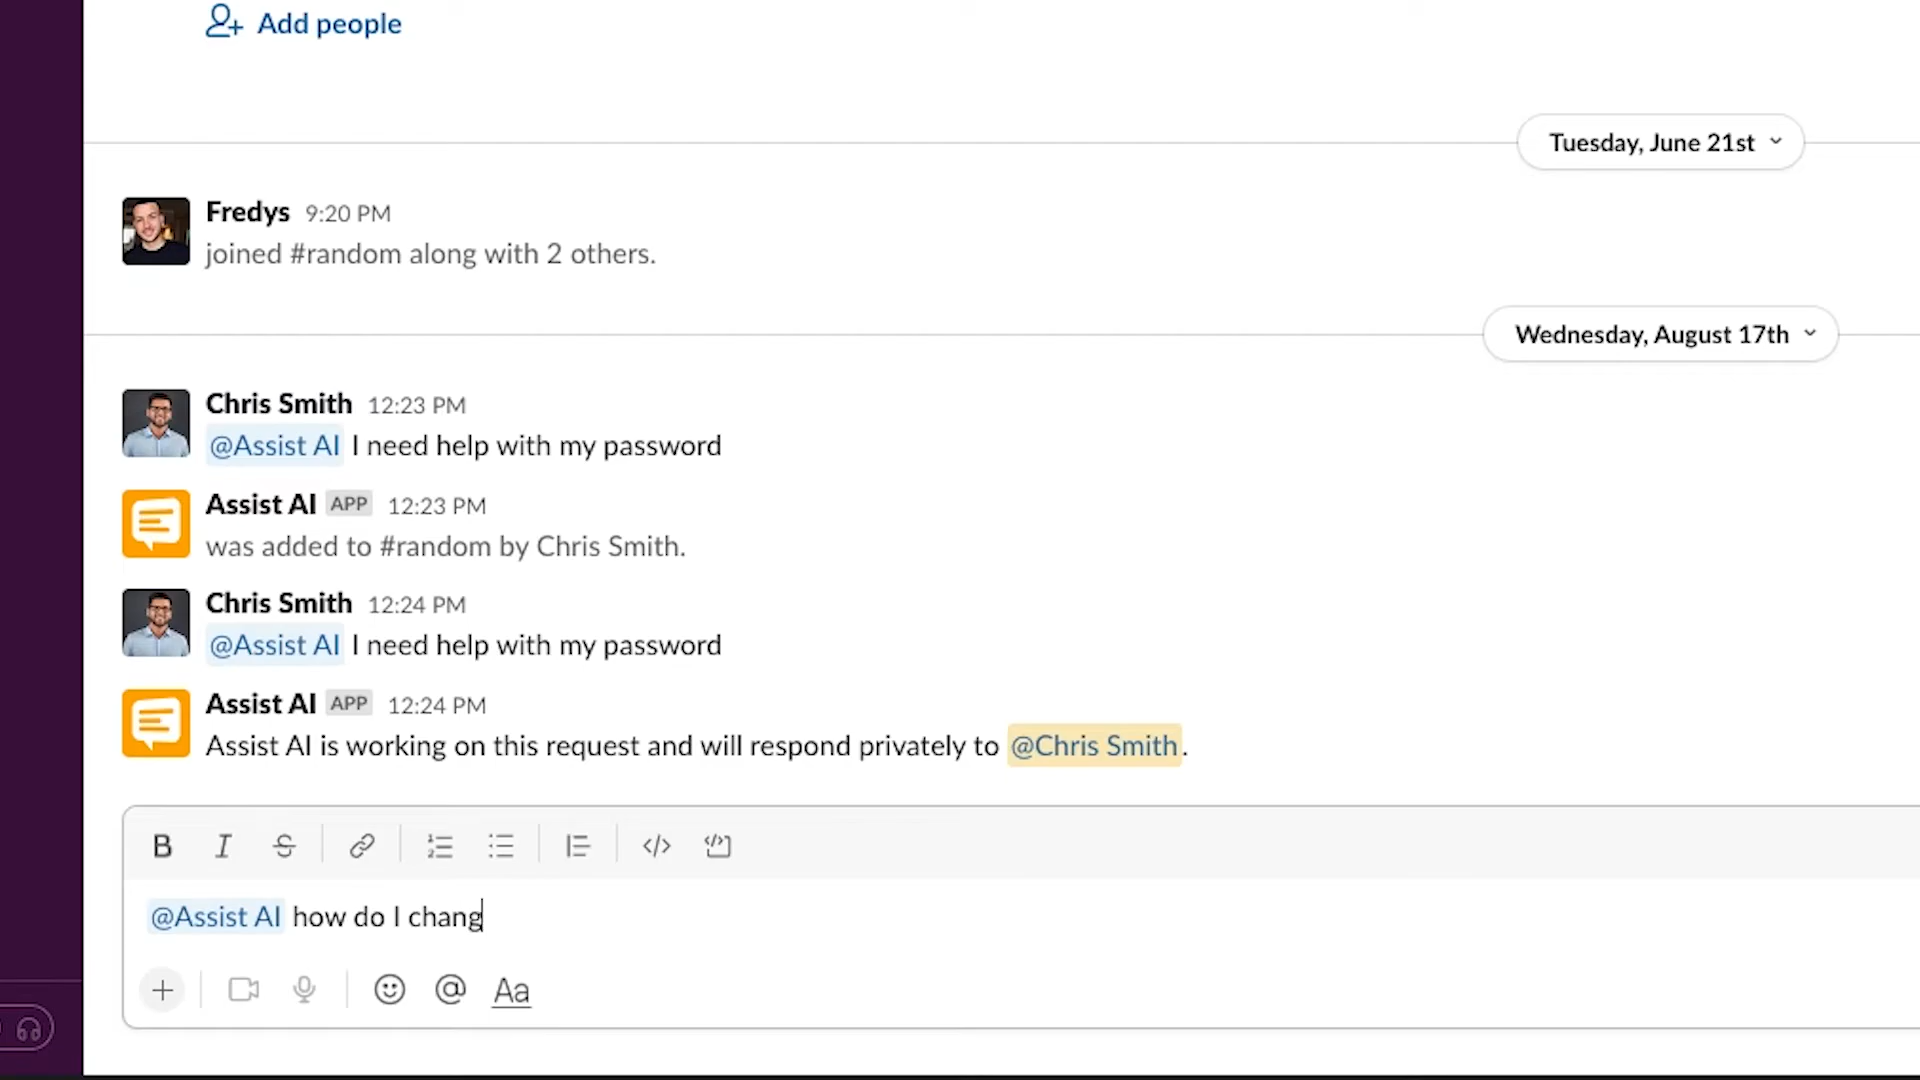 Add people
Tuesday, June 21st
Fredys 9:20 PM
joined #random along with 2 others.
Wednesday, August 17th
Chris Smith 12:23 PM
@Assist AI I need help with my password
Assist AI APP 12:23 PM
was added to #random by Chris Smith.
Chris Smith 12:24 PM
@Assist AI I need help with my password
Assist AI APP 12:24 PM
Assist AI is working on this request and will respond privately to @Chris Smith.
B I S
@Assist AI how do I chang
+ @ Aa